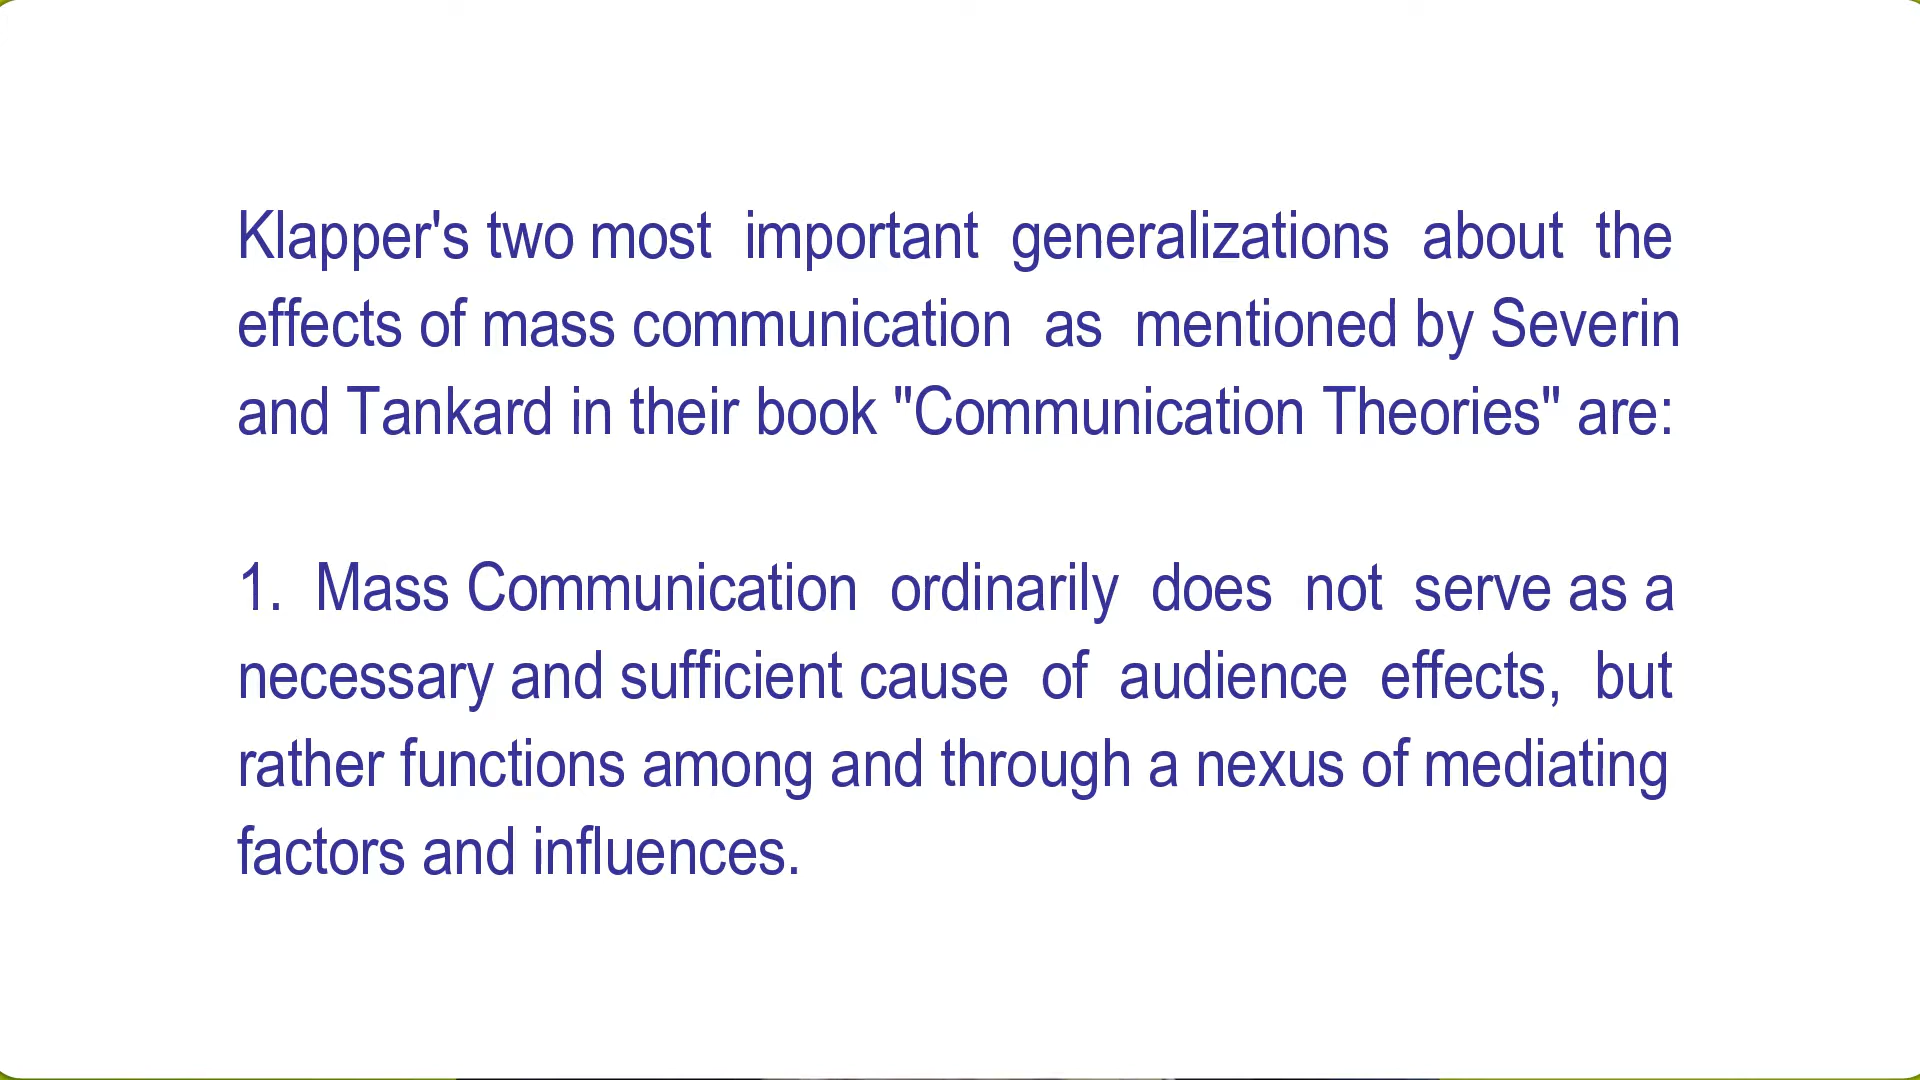 Klapper's two most important generalizations about the
effects of mass communication as mentioned by Severin
and Tankard in their book "Communication Theories" are:
1. Mass Communication ordinarily does not serve as a
necessary and sufficient cause of audience effects, but
rather functions among and through a nexus of mediating
factors and influences.